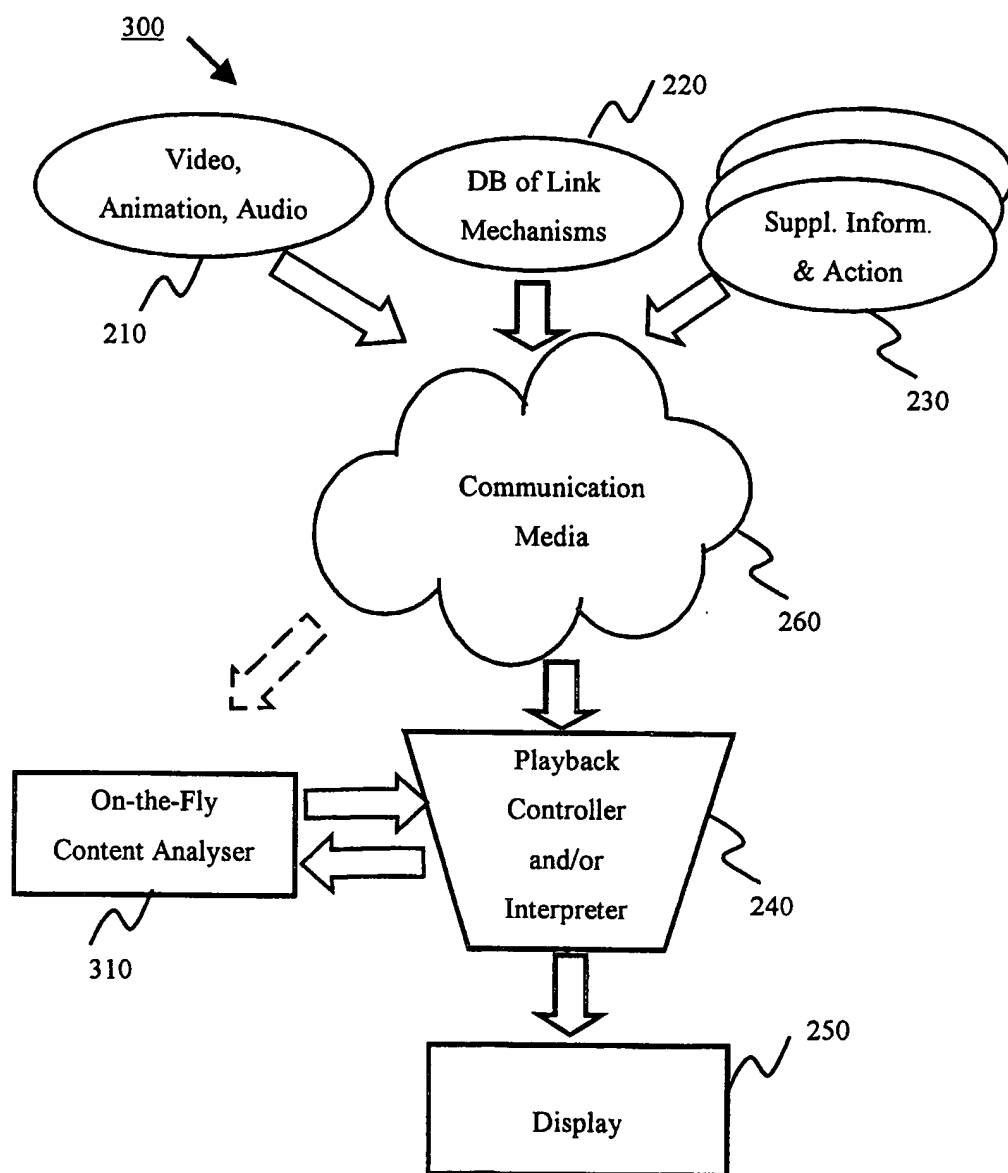 300
220
Video,
Animation, Audio
DB of Link
Mechanisms
Suppl. Inform.
& Action
210
230
Communication
Media
260
Playback
Controller
and/or
Interpreter
On-the-Fly
Content Analyser
240
310
250
Display